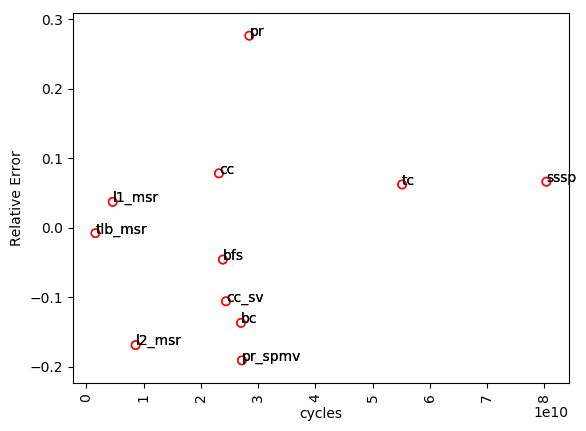 0.3
0.2
0.1
0.0
−0.1
−0.2
Relative Error
pr
cc
tc
sssp
l1_msr
tlb_msr
bfs
cc_sv
bc
l2_msr
pr_spmv
0
1
2
3
4
5
6
7
8
1e10
cycles